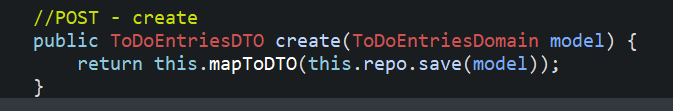 //POST - create
public ToDoEntriesDTO create(ToDoEntriesDomain model) {
    return this.mapToDTO(this.repo.save(model));
}